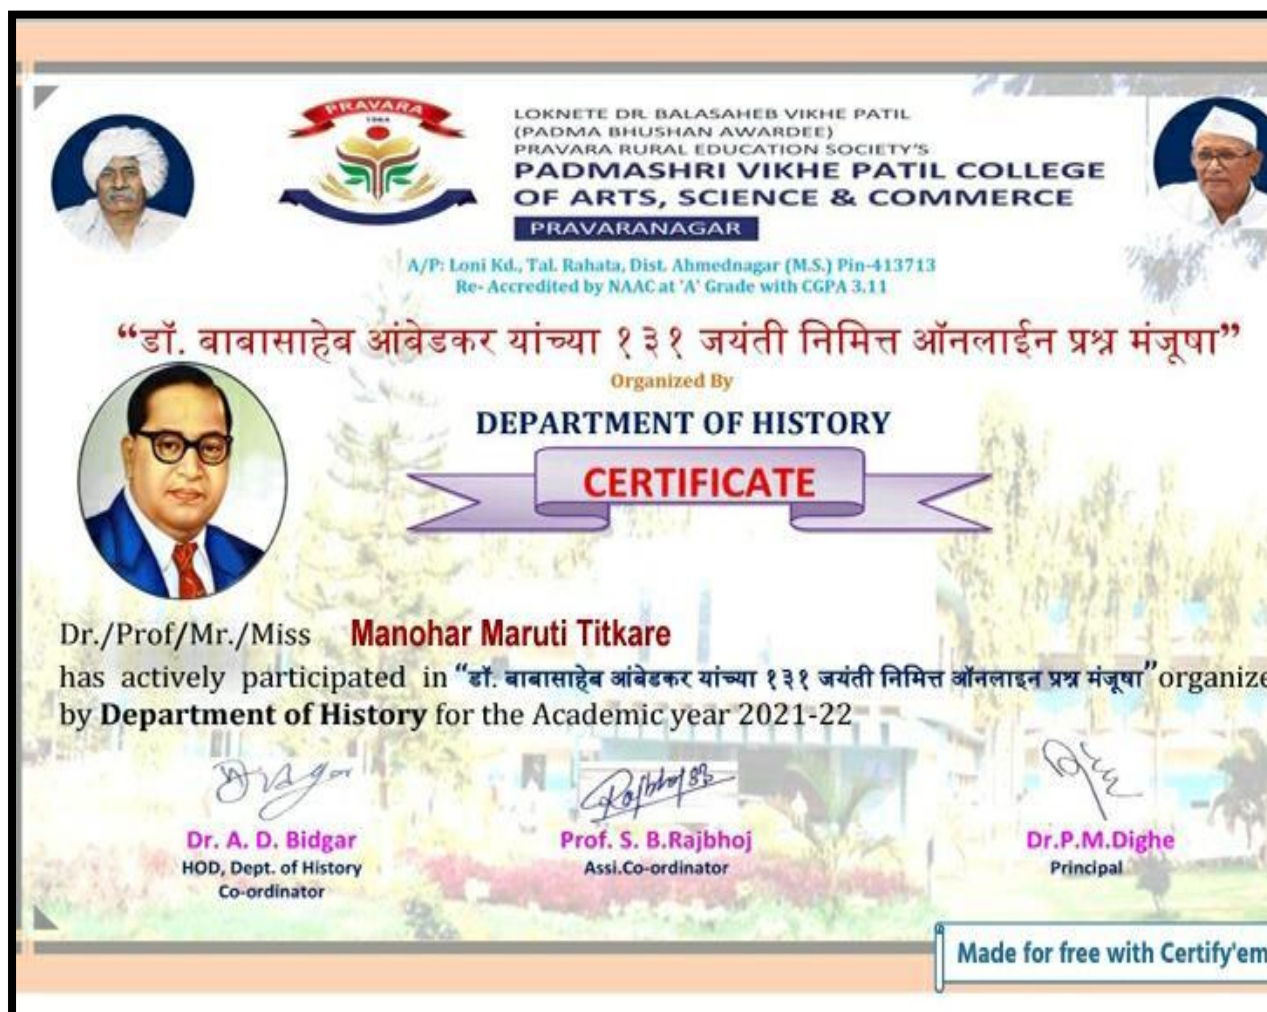 PRAVARA
1964
LOKNETE DR. BALASAHEB VIKHE PATIL
(PADMA BHUSHAN AWARDEE)
PRAVARA RURAL EDUCATION SOCIETY'S
PADMASHRI VIKHE PATIL COLLEGE
OF ARTS, SCIENCE & COMMERCE
PRAVARANAGAR
A/P: Loni Kd., Tal. Rahata, Dist. Ahmednagar (M.S.) Pin-413713
Re- Accredited by NAAC at 'A' Grade with CGPA 3.11
“डॉ. बाबासाहेब आंबेडकर यांच्या १३१ जयंती निमित्त ऑनलाईन प्रश्न मंजूषा”
Organized By
DEPARTMENT OF HISTORY
CERTIFICATE
Dr./Prof/Mr./Miss Manohar Maruti Titkare
has actively participated in “डॉ. बाबासाहेब आंबेडकर यांच्या १३१ जयंती निमित्त ऑनलाइन प्रश्न मंजूषा” organize
by Department of History for the Academic year 2021-22
Rajbhoj SB
Dr. A. D. Bidgar Prof. S. B.Rajbhoj Dr.P.M.Dighe
HOD, Dept. of History Assi.Co-ordinator Principal
Co-ordinator
Made for free with Certify'em